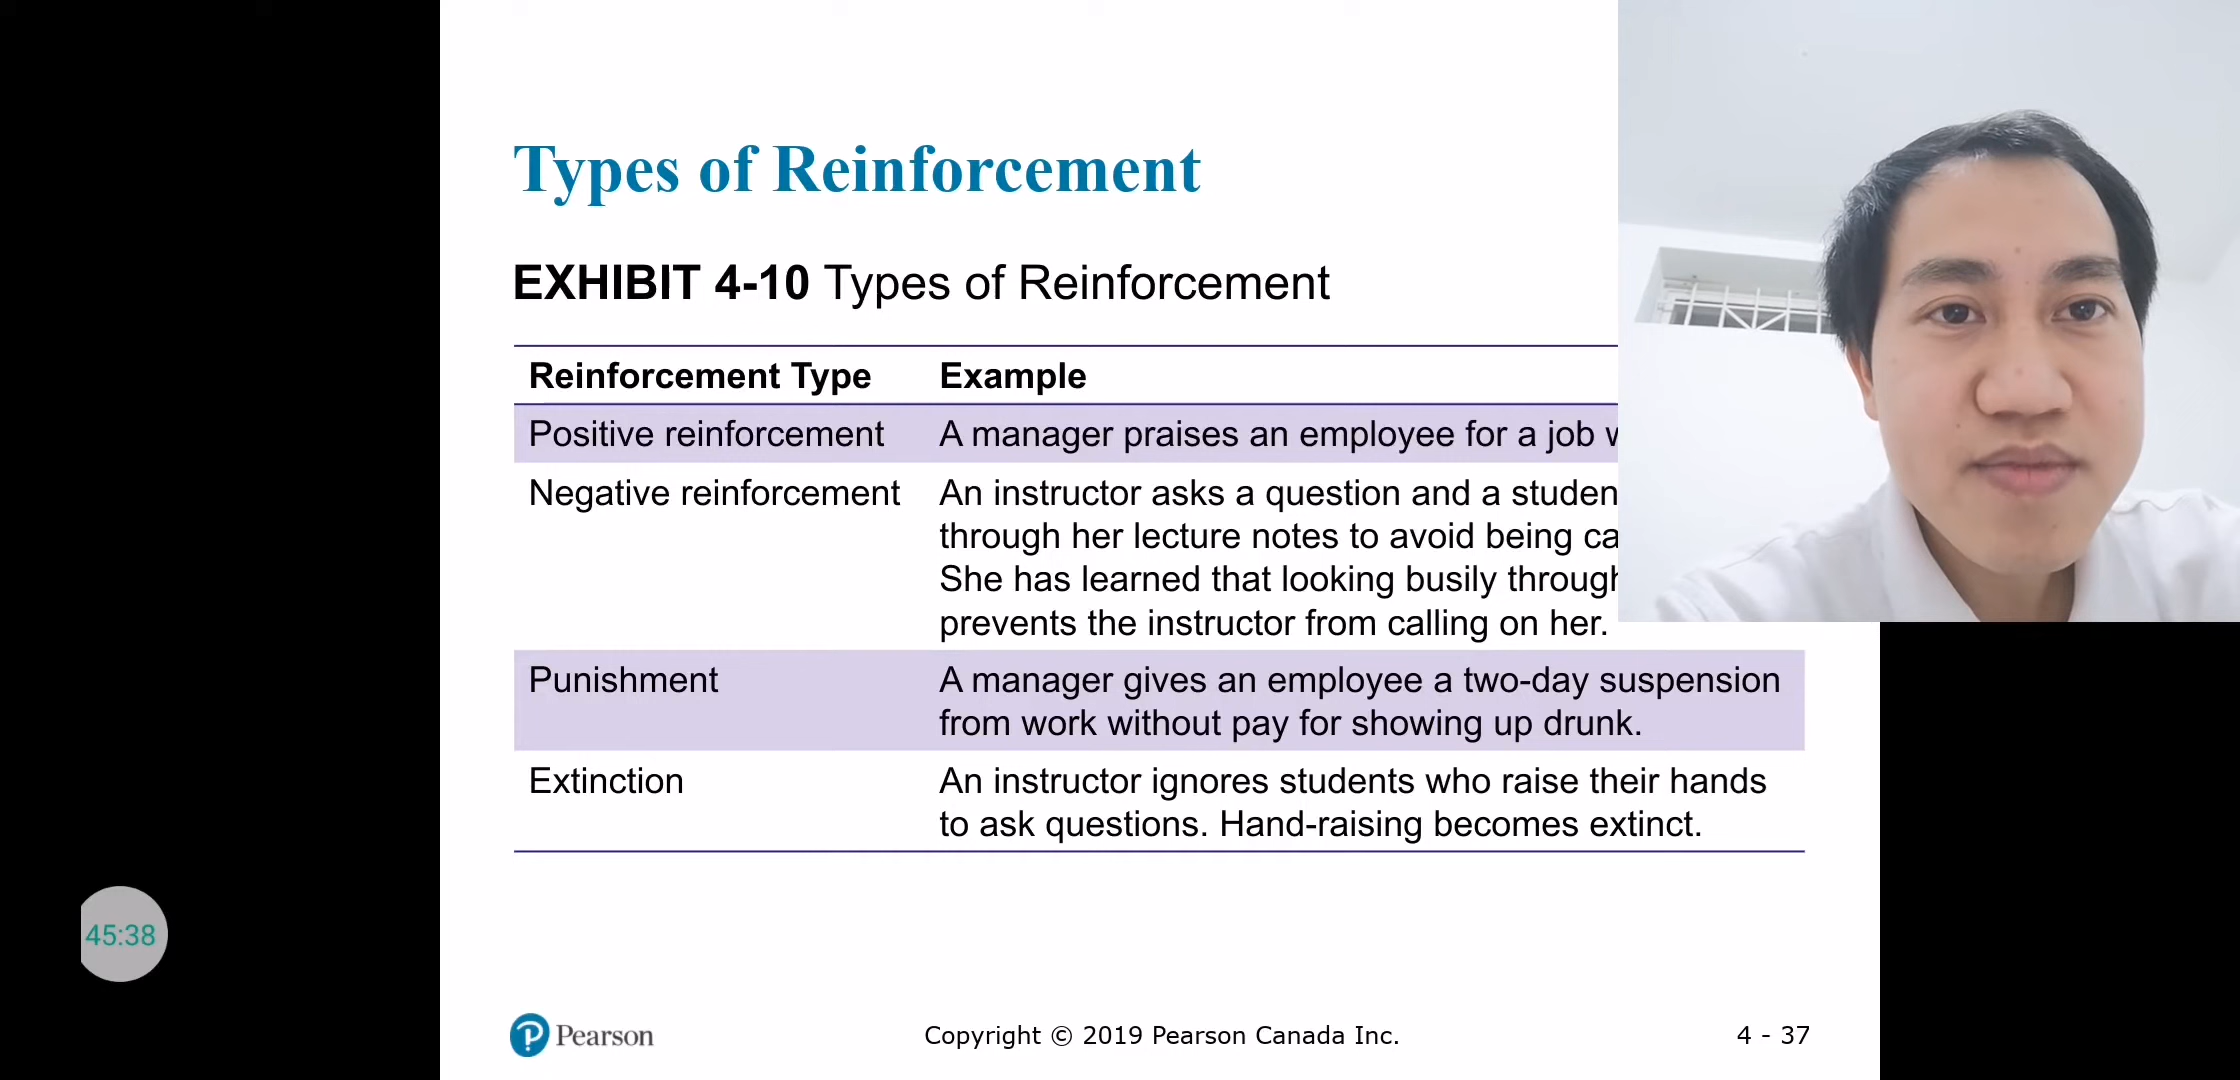 Types of Reinforcement
EXHIBIT 4-10 Types of Reinforcement
Reinforcement Type Example
Positive reinforcement A manager praises an employee for a job
Negative reinforcement An instructor asks a question and a
through her lecture notes to avoid being
She has learned that looking busily
prevents the instructor from calling on her.
Punishment A manager gives an employee a two-day suspension
from work without pay for showing up drunk.
Extinction An instructor ignores students who raise their hands
to ask questions. Hand-raising becomes extinct.
45:38
Pearson Copyright © 2019 Pearson Canada Inc. 4 - 37